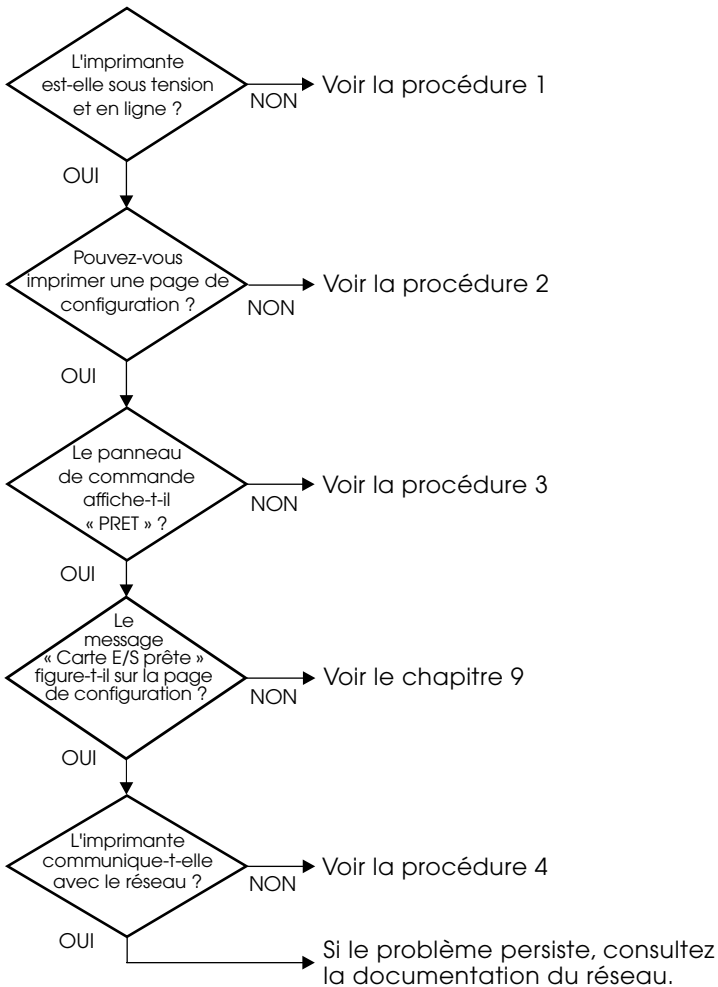 L'imprimante
est-elle sous tension
et en ligne ?
NON
Voir la procédure 1
OUI
Pouvez-vous
imprimer une page de
configuration ?
NON
Voir la procédure 2
OUI
Le panneau
de commande
affiche-t-il
« PRET » ?
NON
Voir la procédure 3
OUI
Le
message
« Carte E/S prête »
figure-t-il sur la page
de configuration ?
NON
Voir le chapitre 9
OUI
L'imprimante
communique-t-elle
avec le réseau ?
NON
Voir la procédure 4
OUI
Si le problème persiste, consultez
la documentation du réseau.